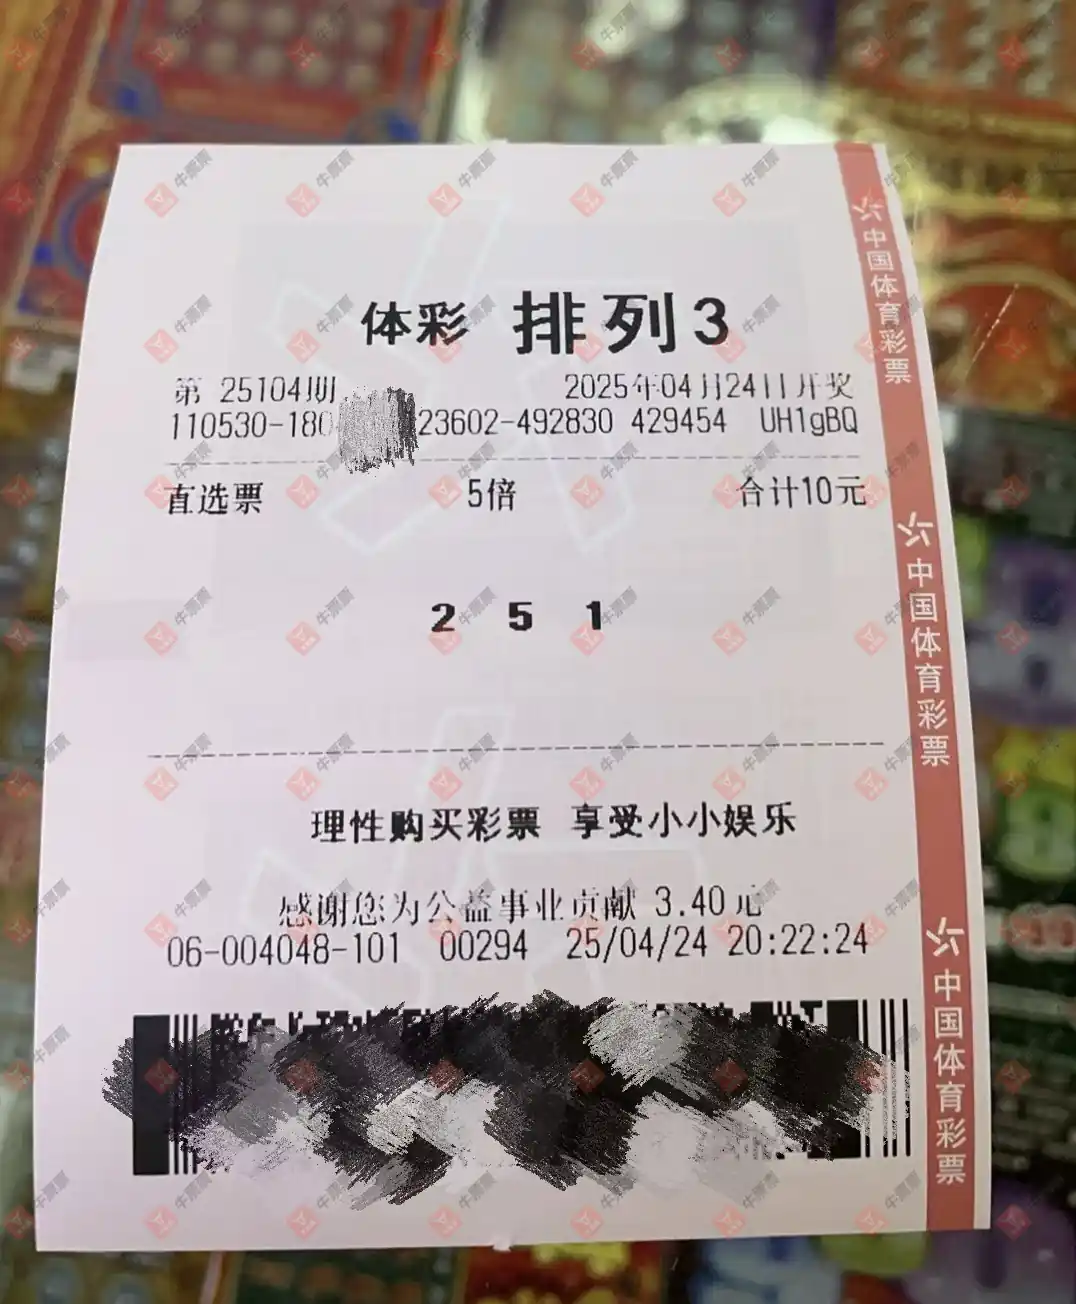 体彩 排列3
第 25104期 2025年04月24日开奖
110530-180 23602-492830 429454 UH1gBQ
直选票 5倍 合计10元
2 5 1
理性购买彩票 享受小小娱乐
感谢您为公益事业贡献 3.40元
06-004048-101 00294 25/04/24 20:22:24
中国体育彩票
中国体育彩票
中国体育彩票
牛票票